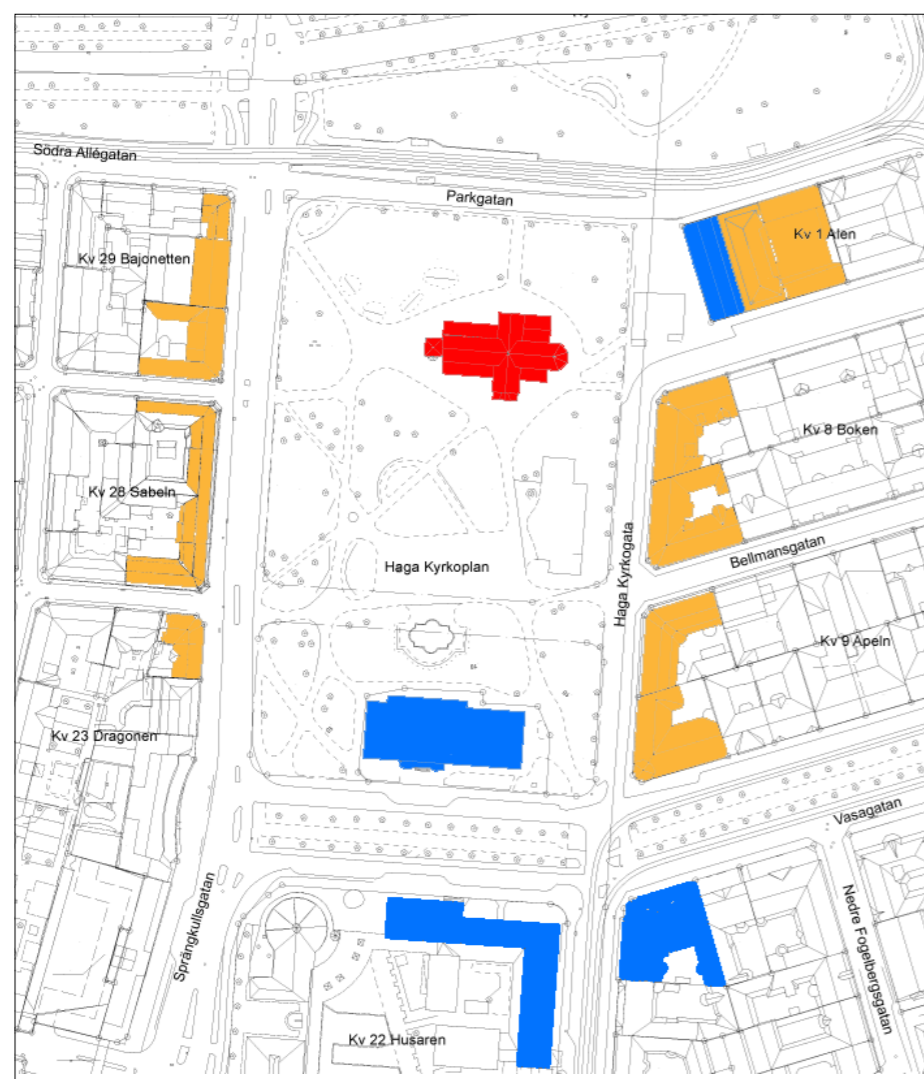 Södra Allégatan
Parkgatan
Kv 1 Alen
Kv 29 Bajonetten
Kv 8 Boken
Kv 28 Sabeln
Haga Kyrkogata
Bellmansgatan
Haga Kyrkoplan
Kv 9 Apeln
Kv 23 Dragonen
Vasagatan
Sprängkullsgatan
Nedre Fogelbergsgatan
Kv 22 Husaren